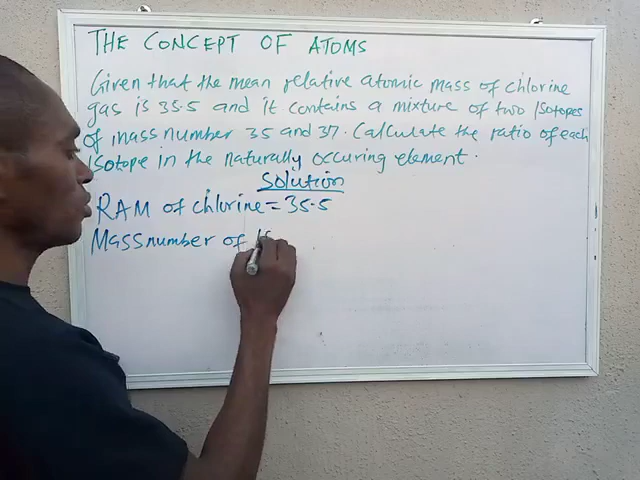 THE CONCEPT OF ATOMS
Given that the mean relative atomic mass of chlorine
gas is 35.5 and it contains a mixture of two Isotopes
of mass number 35 and 37. Calculate the ratio of each
Isotope in the naturally occuring element.
Solution
RAM of chlorine = 35.5
Mass number of Is